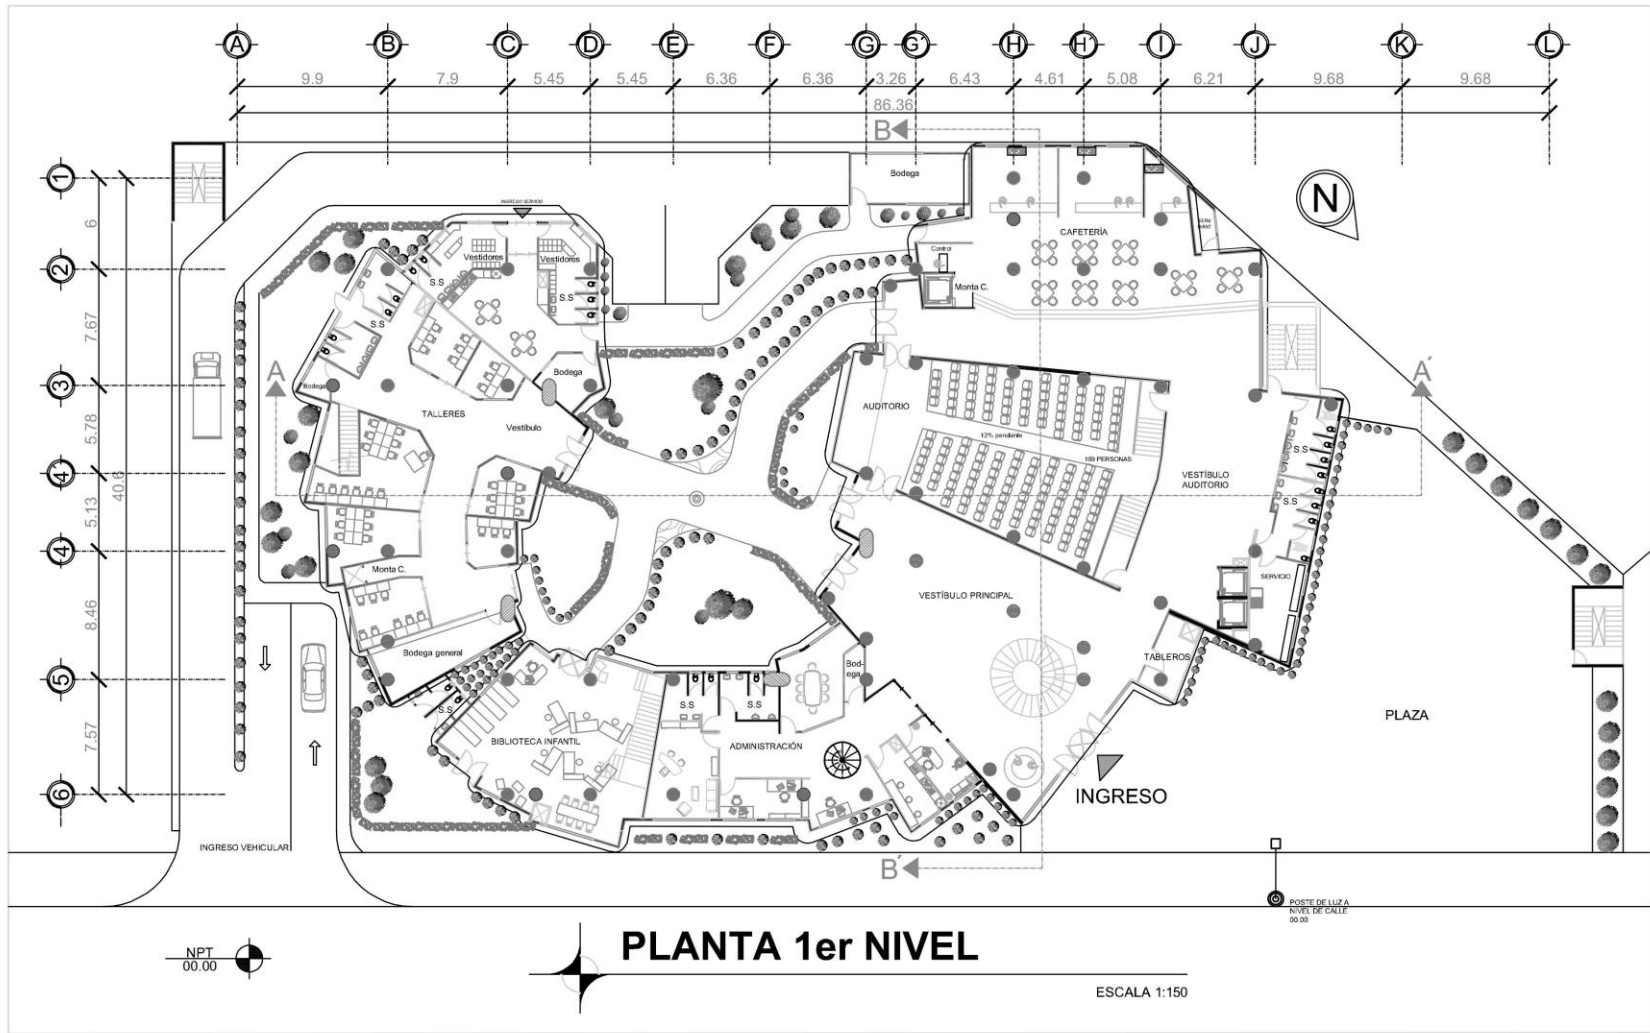 A B C D E F G G´ H H´ I J K L
9.9 7.9 5.45 5.45 6.36 6.36 3.26 6.43 4.61 5.08 6.21 9.68 9.68
86.36
B
1
6
2
7.67
3
5.78
4´
5.13
40.6
4
8.46
5
7.57
6
N
Bodega
INGRESO SERVICIO
CAFETERÍA
Vestidores
Vestidores
Control
S.S
S.S
Monta C.
S.S
A
A´
Bodega
Bodega
TALLERES
Vestíbulo
AUDITORIO
12% pendiente
189 PERSONAS
VESTÍBULO
AUDITORIO
S.S
S.S
Monta C.
SERVICIO
VESTÍBULO PRINCIPAL
Bodega general
Bod-
ega
TABLEROS
S.S
S.S
S.S
PLAZA
BIBLIOTECA INFANTIL
ADMINISTRACIÓN
INGRESO
INGRESO VEHICULAR
B´
POSTE DE LUZ A
NIVEL DE CALLE
00.00
NPT
00.00
PLANTA 1er NIVEL
ESCALA 1:150